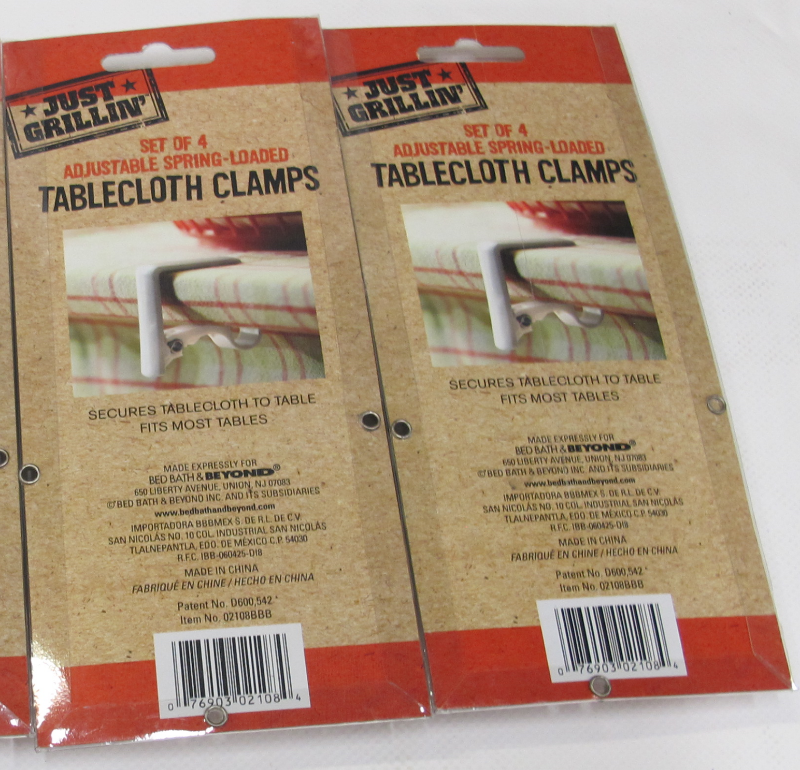 JUST
GRILLIN'
SET OF 4
ADJUSTABLE SPRING-LOADED
TABLECLOTH CLAMPS
SECURES TABLECLOTH TO TABLE
FITS MOST TABLES
MADE EXPRESSLY FOR
BED BATH & BEYOND®
650 LIBERTY AVENUE, UNION, NJ 07083
©/BED BATH & BEYOND INC. AND ITS SUBSIDIARIES
www.bedbathandbeyond.com
IMPORTADORA BBBMEX S. DE R.L. DE C.V.
SAN NICOLÁS NO. 10 COL. INDUSTRIAL SAN NICOLÁS
TLALNEPANTLA, EDO. DE MÉXICO C.P. 54030
R.F.C. IBB-060425-D18
MADE IN CHINA
FABRIQUÉ EN CHINE / HECHO EN CHINA
Patent No. D600,542
Item No. 02108BBB
0 76903 02108 4
JUST
GRILLIN'
SET OF 4
ADJUSTABLE SPRING-LOADED
TABLECLOTH CLAMPS
SECURES TABLECLOTH TO TABLE
FITS MOST TABLES
MADE EXPRESSLY FOR
BED BATH & BEYOND®
650 LIBERTY AVENUE, UNION, NJ 07083
©/BED BATH & BEYOND INC. AND ITS SUBSIDIARIES
www.bedbathandbeyond.com
IMPORTADORA BBBMEX S. DE R.L. DE C.V.
SAN NICOLÁS NO. 10 COL. INDUSTRIAL SAN NICOLÁS
TLALNEPANTLA, EDO. DE MÉXICO C.P. 54030
R.F.C. IBB-060425-D18
MADE IN CHINA
FABRIQUÉ EN CHINE / HECHO EN CHINA
Patent No. D600,542
Item No. 02108BBB
0 76903 02108 4